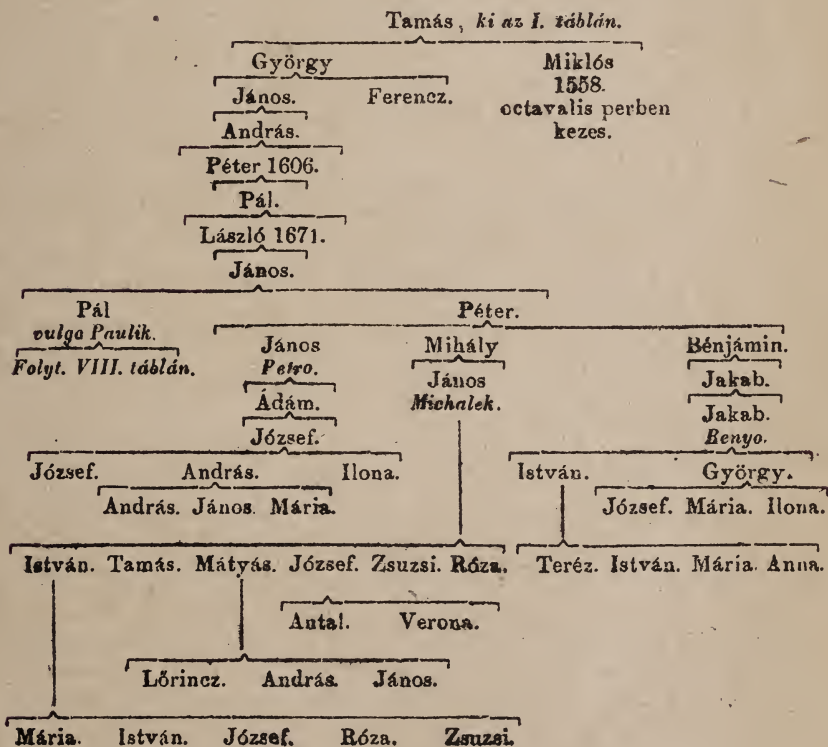 Tamás, ki az I. táblán.
György Miklós
1558.
János. Ferencz. octavalis perben
András. kezes.
Péter 1606.
Pál.
László 1671.
János.
Pál Péter.
vulgo Paulik. János Mihály Bénjámin.
Folyt. VIII. táblán. Petro. János Jakab.
Ádám. Michalek. Jakab.
József. Benyo.
József. András. Ilona. István. György.
András. János. Mária. József. Mária. Ilona.
István. Tamás. Mátyás. József. Zsuzsi. Róza. Teréz. István. Mária. Anna.
Antal. Verona.
Lőrincz. András. János.
Mária. István. József. Róza. Zsuzsi.